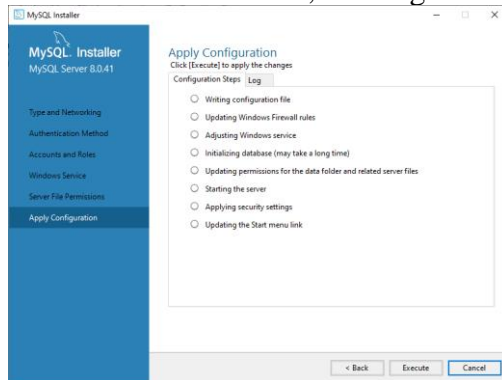 MySQL Installer
MySQL. Installer
MySQL Server 8.0.41
Type and Networking
Authentication Method
Accounts and Roles
Windows Service
Server File Permissions
Apply Configuration
Apply Configuration
Click [Execute] to apply the changes
Configuration Steps Log
Writing configuration file
Updating Windows Firewall rules
Adjusting Windows service
Initializing database (may take a long time)
Updating permissions for the data folder and related server files
Starting the server
Applying security settings
Updating the Start menu link
< Back Execute Cancel